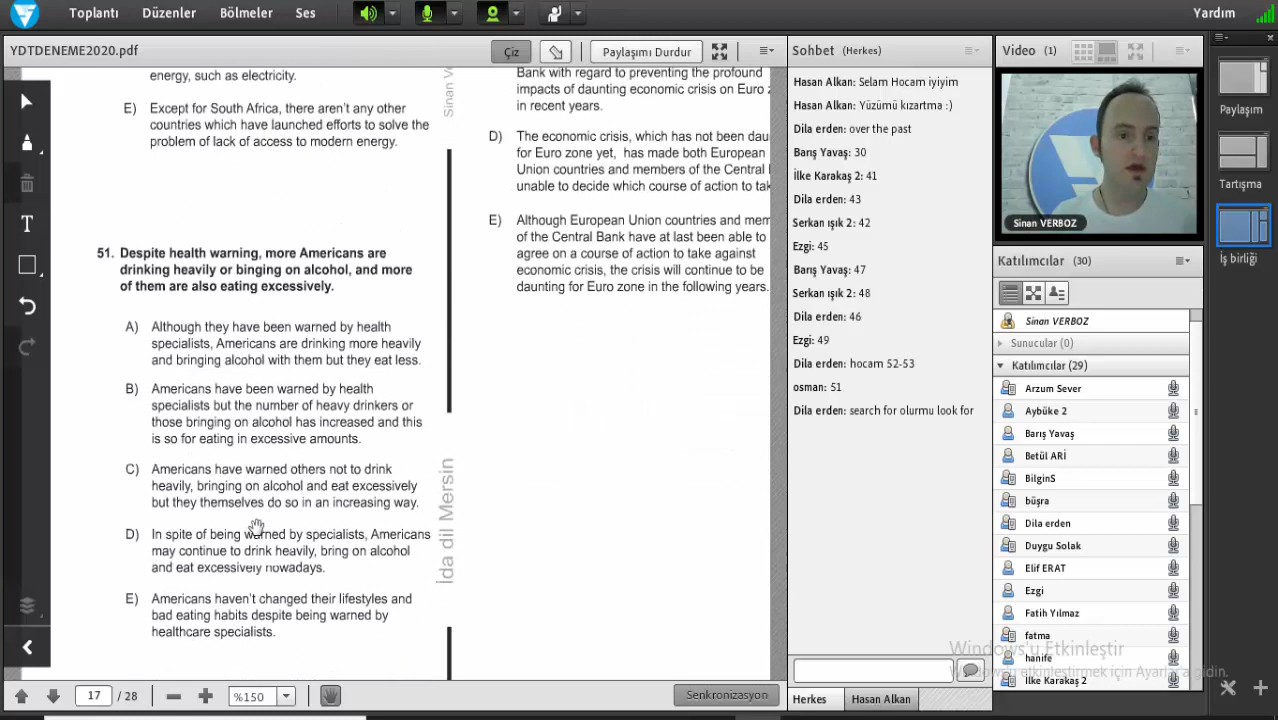 Toplantı Düzenler Bölmeler Ses Yardım
YDTDENEME2020.pdf Çiz Paylaşımı Durdur
energy, such as electricity.
E) Except for South Africa, there aren't any other
countries which have launched efforts to solve the
problem of lack of access to modern energy.
51. Despite health warning, more Americans are
drinking heavily or binging on alcohol, and more
of them are also eating excessively.
A) Although they have been warned by health
specialists, Americans are drinking more heavily
and bringing alcohol with them but they eat less.
B) Americans have been warned by health
specialists but the number of heavy drinkers or
those bringing on alcohol has increased and this
is so for eating in excessive amounts.
C) Americans have warned others not to drink
heavily, bringing on alcohol and eat excessively
but they themselves do so in an increasing way.
D) In spite of being warned by specialists, Americans
may continue to drink heavily, bring on alcohol
and eat excessively nowadays.
E) Americans haven't changed their lifestyles and
bad eating habits despite being warned by
healthcare specialists.
Sinan
İda dil Mersin
Bank with regard to preventing the profound
impacts of daunting economic crisis on Euro
in recent years.
D) The economic crisis, which has not been
for Euro zone yet, has made both European
Union countries and members of the Central
unable to decide which course of action to
E) Although European Union countries and
of the Central Bank have at last been able to
agree on a course of action to take against
economic crisis, the crisis will continue to be
daunting for Euro zone in the following years.
17 / 28 %150 Senkronizasyon
Sohbet (Herkes)
Hasan Alkan: Selam Hocam iyiyim
Hasan Alkan: Yüzümü kızartma :)
Dila erden: over the past
Barış Yavaş: 30
İlke Karakaş 2: 41
Dila erden: 43
Serkan ışık 2: 42
Ezgi: 45
Barış Yavaş: 47
Serkan ışık 2: 48
Dila erden: 46
Ezgi: 49
Dila erden: hocam 52-53
osman: 51
Dila erden: search for olurmu look for
Herkes Hasan Alkan
Video (1)
Sinan VERBOZ
Katılımcılar (30)
Sinan VERBOZ
Sunucular (0)
Katılımcılar (29)
Arzum Sever
Aybüke 2
Barış Yavaş
Betül ARİ
BilginS
büşra
Dila erden
Duygu Solak
Elif ERAT
Ezgi
Fatih Yılmaz
fatma
hanife
İlke Karakaş 2
Paylaşım
Tartışma
İş birliği
Windows'u Etkinleştir
Windows'u etkinleştirmek için Ayarlar'a gidin.